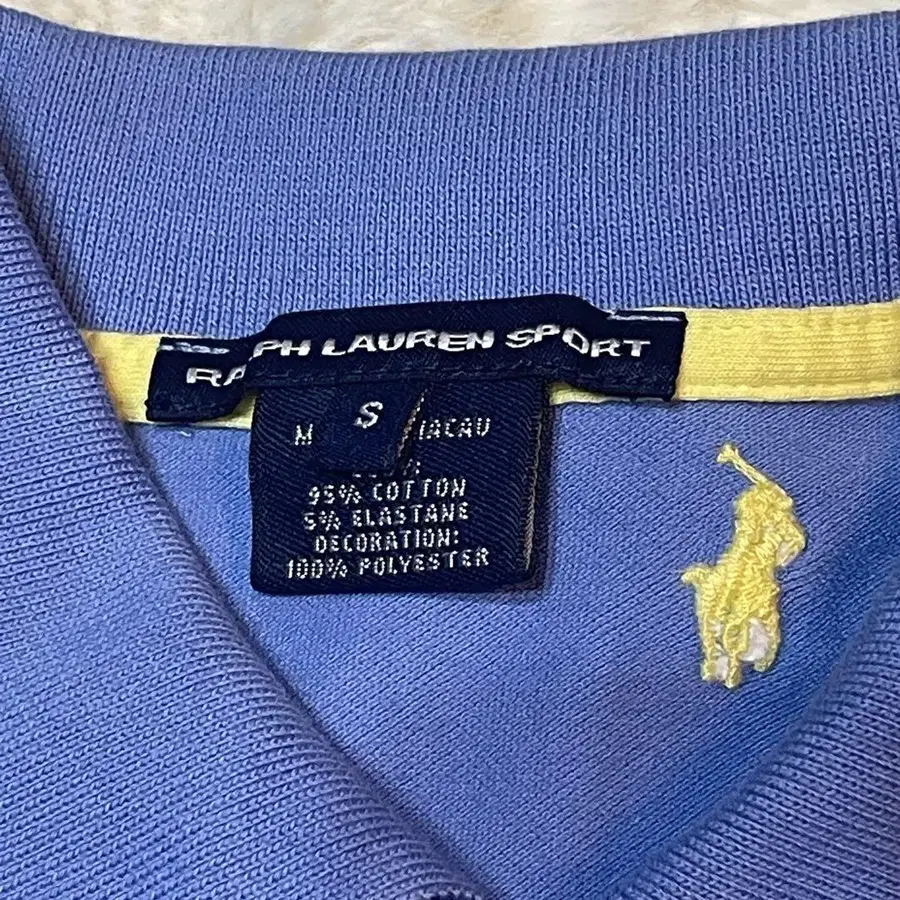 RALPH LAUREN SPORT
S
M ACAU
95% COTTON
5% ELASTANE
DECORATION:
100% POLYESTER